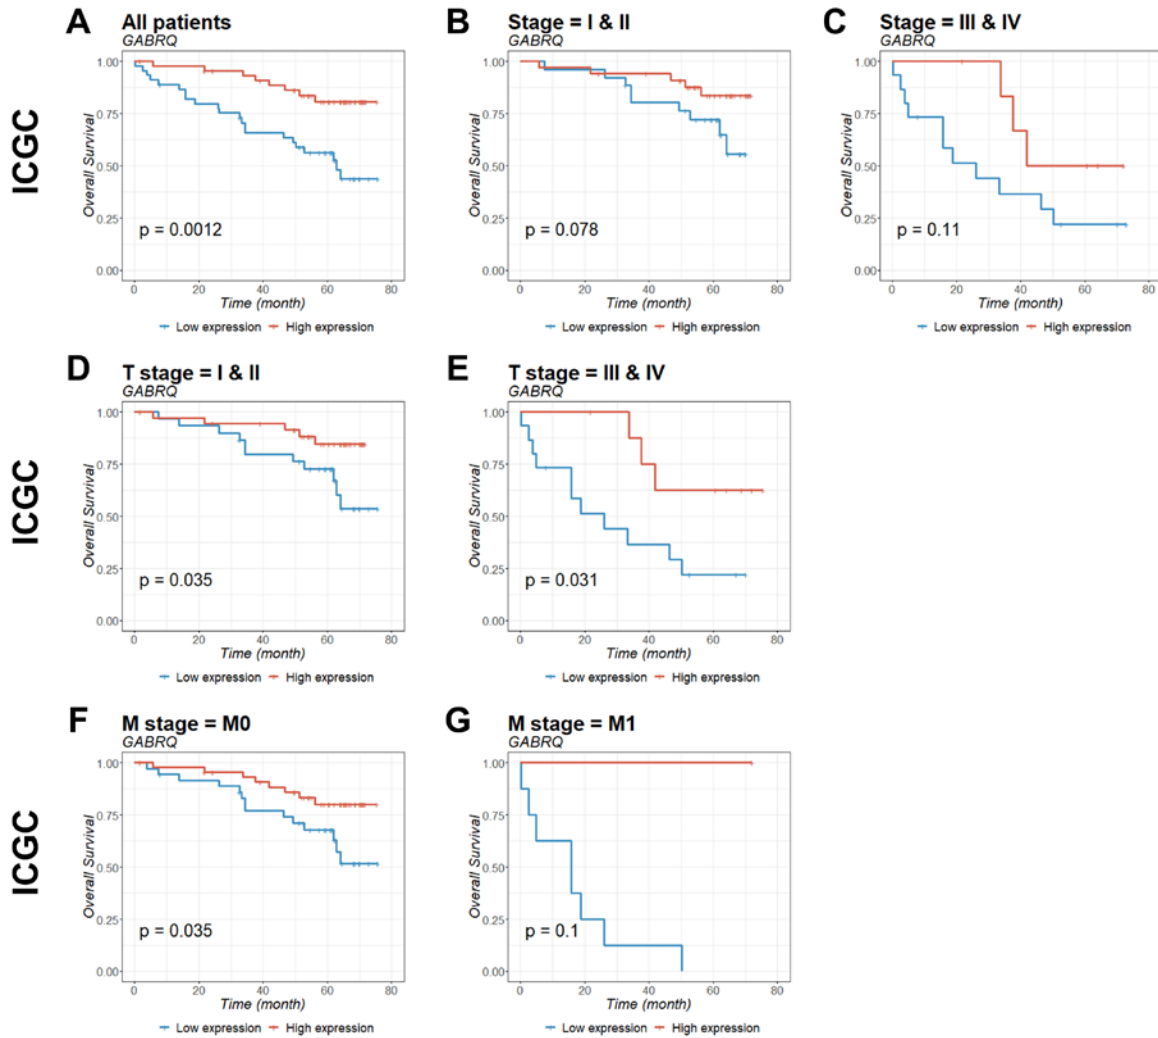 A
All patients
GABRQ
ICGC
Overall Survival
1.00
0.75
0.50
0.25
0.00
p = 0.0012
0 20 40 60 80
Time (month)
Low expression High expression
B
Stage = I & II
GABRQ
Overall Survival
1.00
0.75
0.50
0.25
0.00
p = 0.078
0 20 40 60 80
Time (month)
Low expression High expression
C
Stage = III & IV
GABRQ
Overall Survival
1.00
0.75
0.50
0.25
0.00
p = 0.11
0 20 40 60 80
Time (month)
Low expression High expression
D
T stage = I & II
GABRQ
ICGC
Overall Survival
1.00
0.75
0.50
0.25
0.00
p = 0.035
0 20 40 60 80
Time (month)
Low expression High expression
E
T stage = III & IV
GABRQ
Overall Survival
1.00
0.75
0.50
0.25
0.00
p = 0.031
0 20 40 60 80
Time (month)
Low expression High expression
F
M stage = M0
GABRQ
ICGC
Overall Survival
1.00
0.75
0.50
0.25
0.00
p = 0.035
0 20 40 60 80
Time (month)
Low expression High expression
G
M stage = M1
GABRQ
Overall Survival
1.00
0.75
0.50
0.25
0.00
p = 0.1
0 20 40 60 80
Time (month)
Low expression High expression